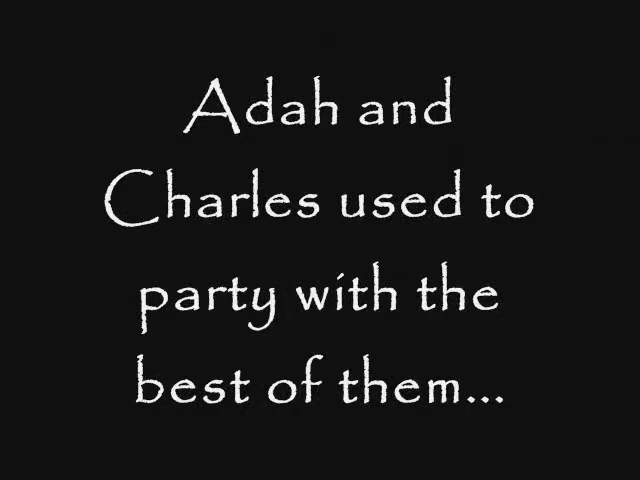 Adah and
Charles used to
party with the
best of them...